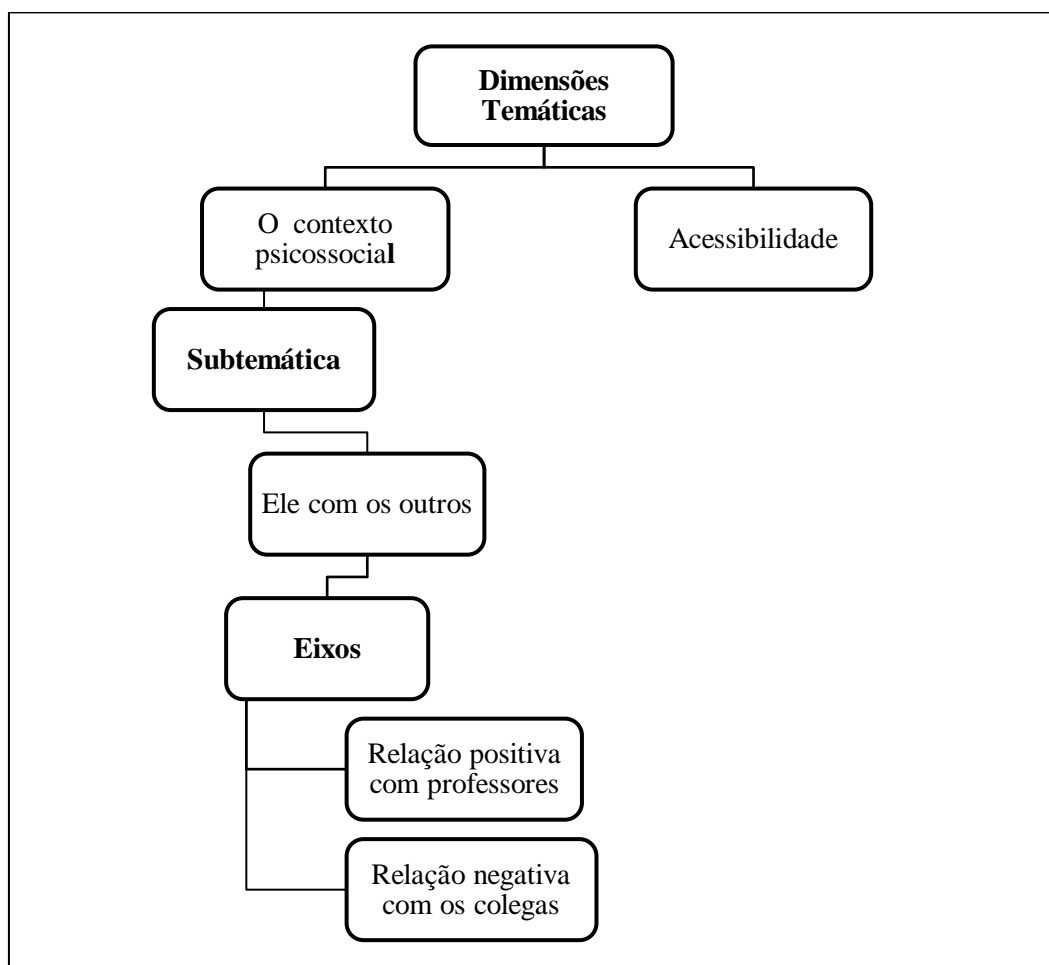 Dimensões
Temáticas
O contexto
psicossocial
Acessibilidade
Subtemática
Ele com os outros
Eixos
Relação positiva
com professores
Relação negativa
com os colegas